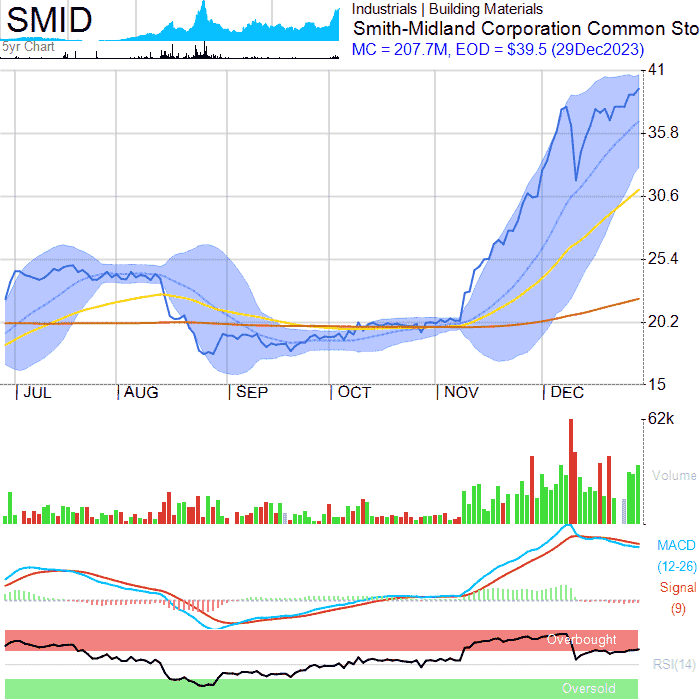 SMID
5yr Chart
Industrials | Building Materials
Smith-Midland Corporation Common Sto
MC = 207.7M, EOD = $39.5 (29Dec2023)
41
35.8
30.6
25.4
20.2
15
JUL AUG SEP OCT NOV DEC
62k
Volume
MACD
(12-26)
Signal
(9)
Overbought
RSI(14)
Oversold